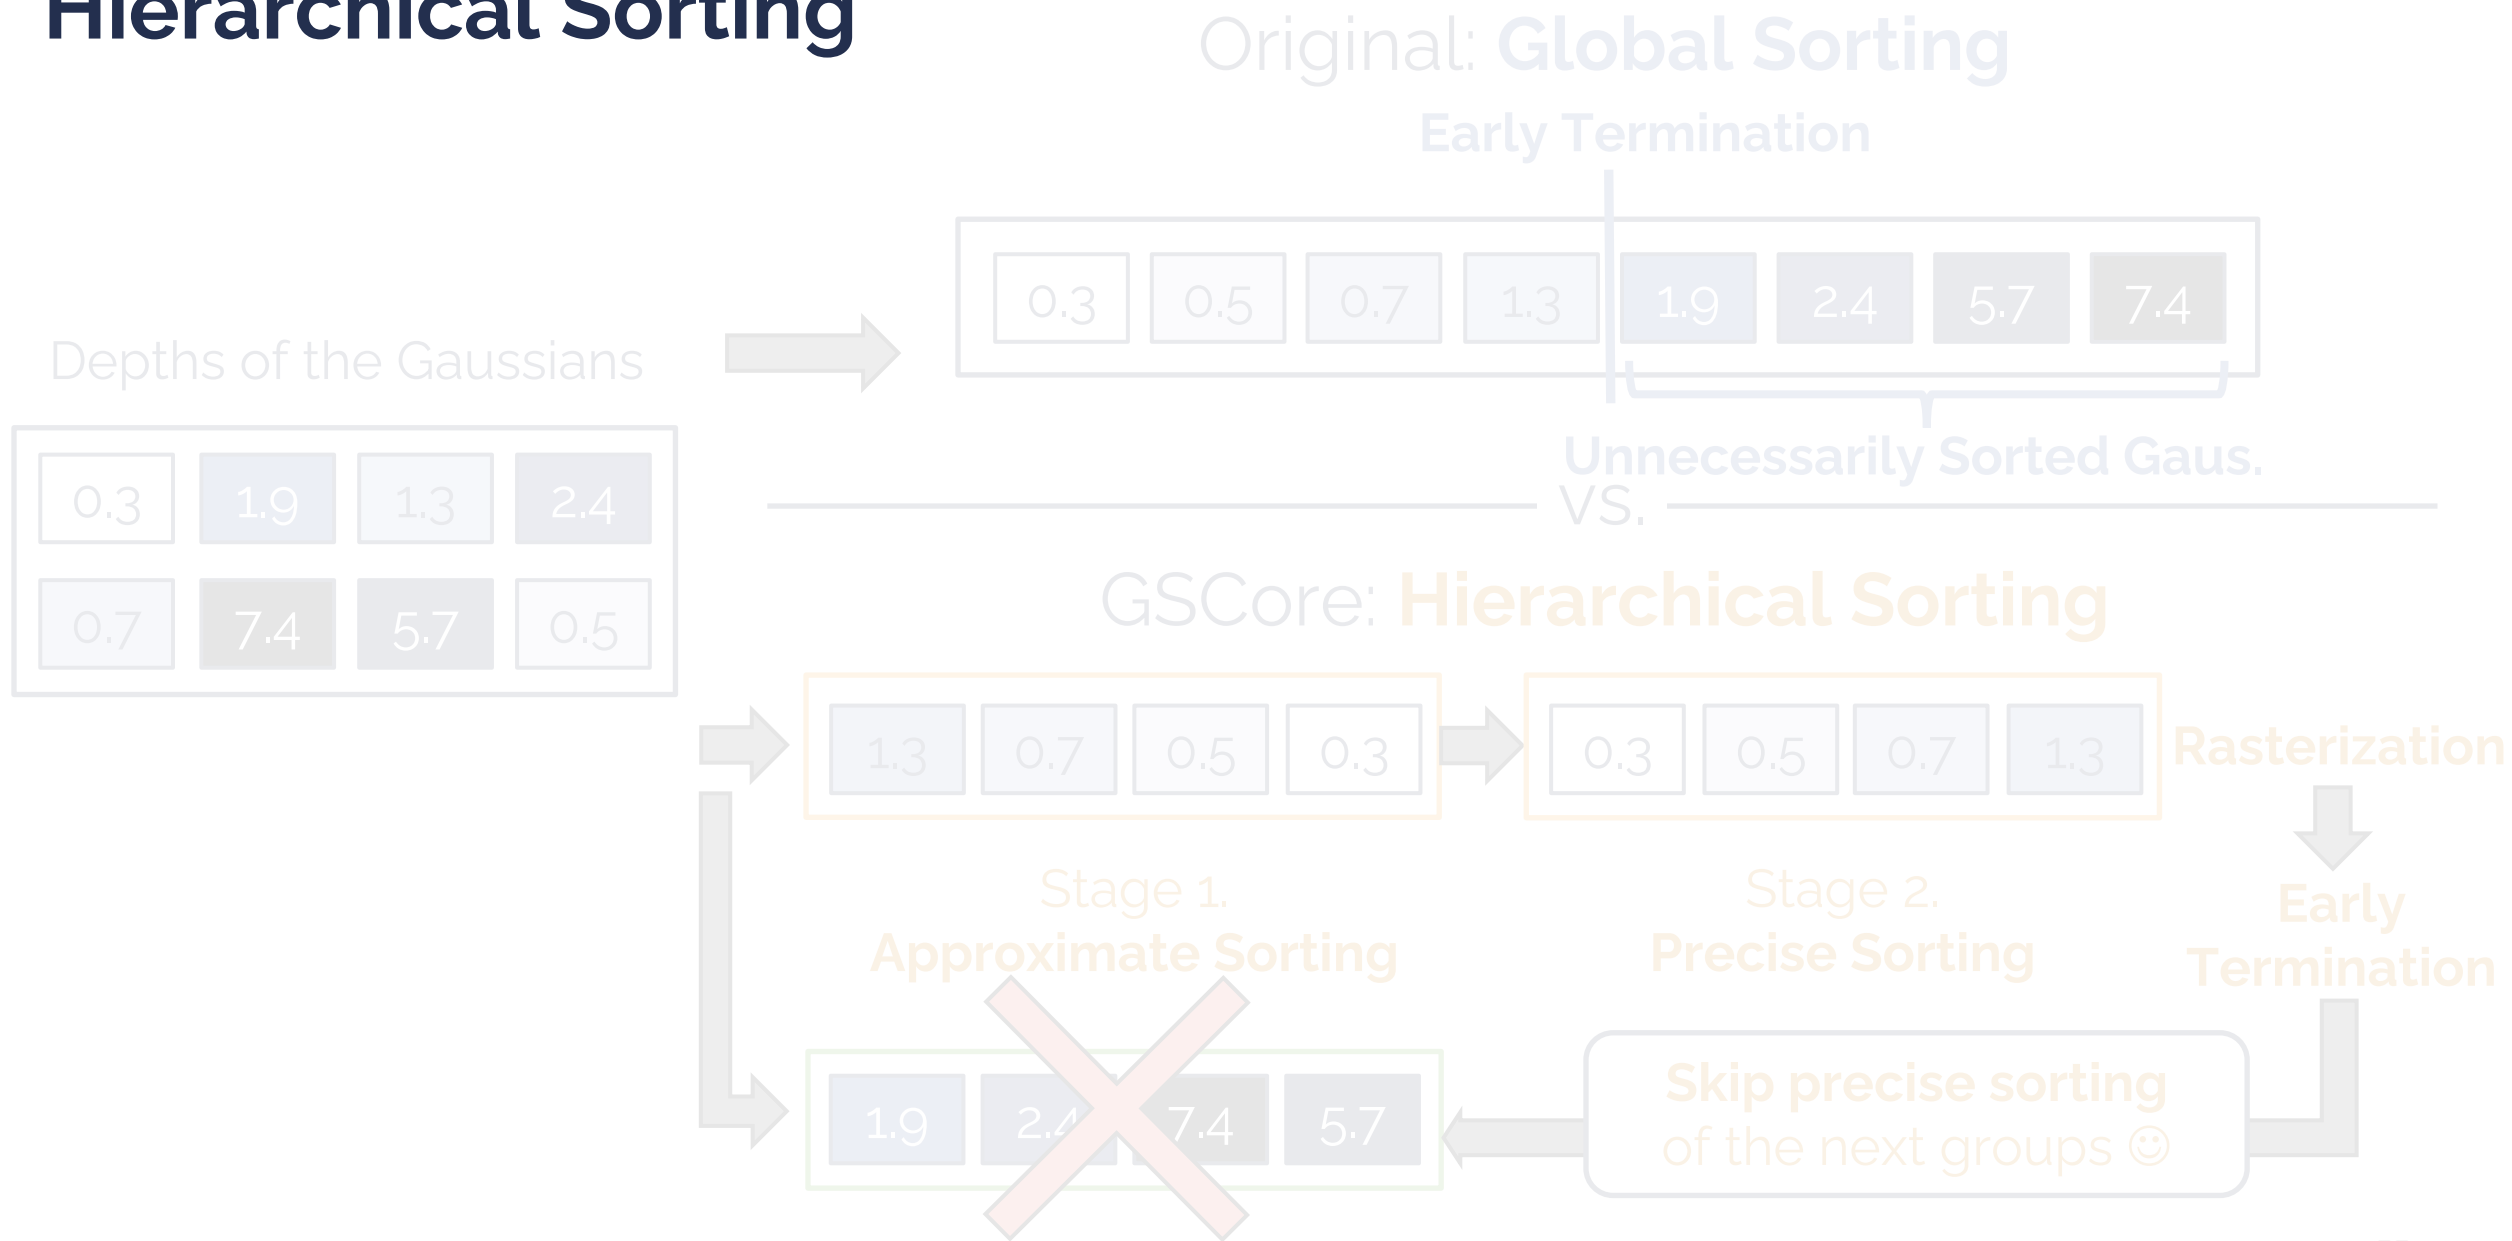 Hierarchical Sorting
Original: Global Sorting
Early Termination
0.3 0.5 0.7 1.3 1.9 2.4 5.7 7.4
Depths of the Gaussians
Unnecessarily Sorted Gaus.
0.3 1.9 1.3 2.4
VS.
0.7 7.4 5.7 0.5
GSCore: Hierarchical Sorting
1.3 0.7 0.5 0.3
0.3 0.5 0.7 1.3
Rasterization
Stage 1.
Approximate Sorting
Stage 2.
Precise Sorting
Early
Termination
1.9 2.4 7.4 5.7
Skip precise sorting
of the next groups ☺